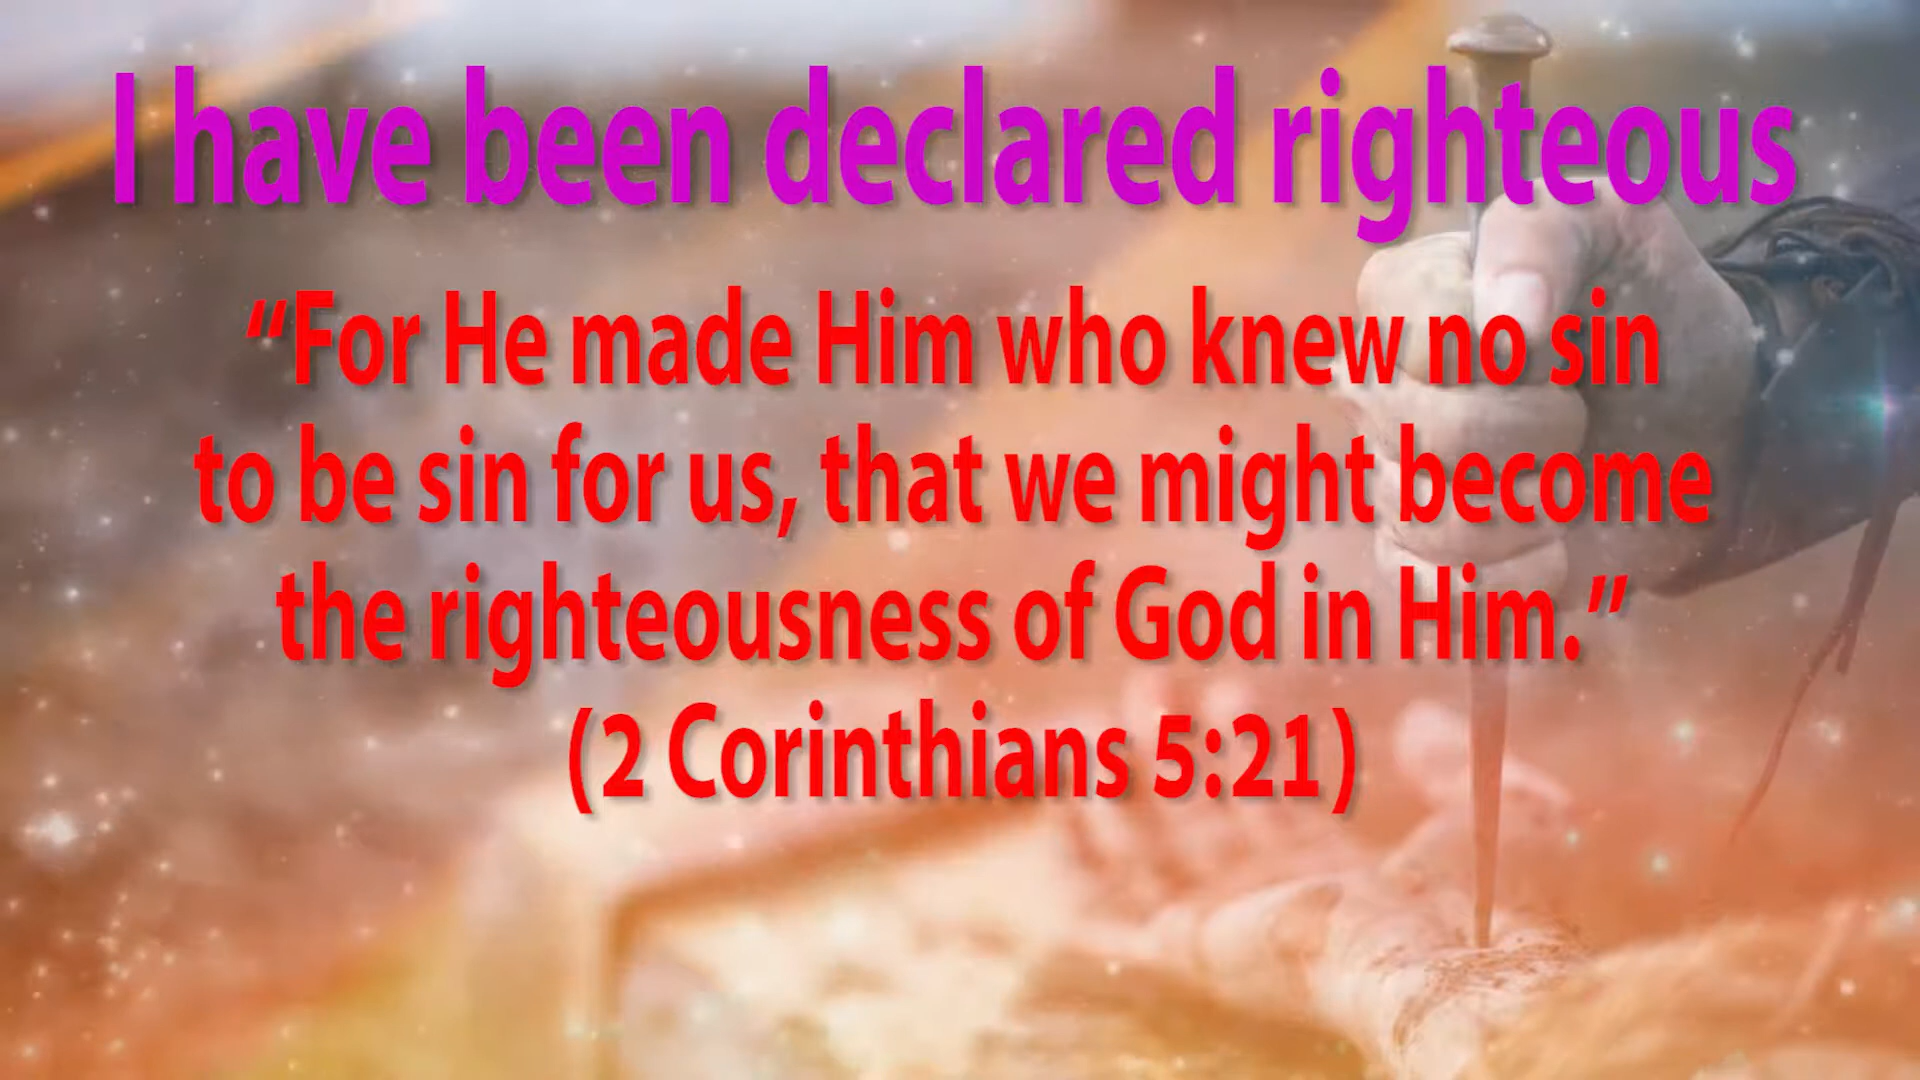 I have been declared righteous
“For He made Him who knew no sin
to be sin for us, that we might become
the righteousness of God in Him.”
(2 Corinthians 5:21)